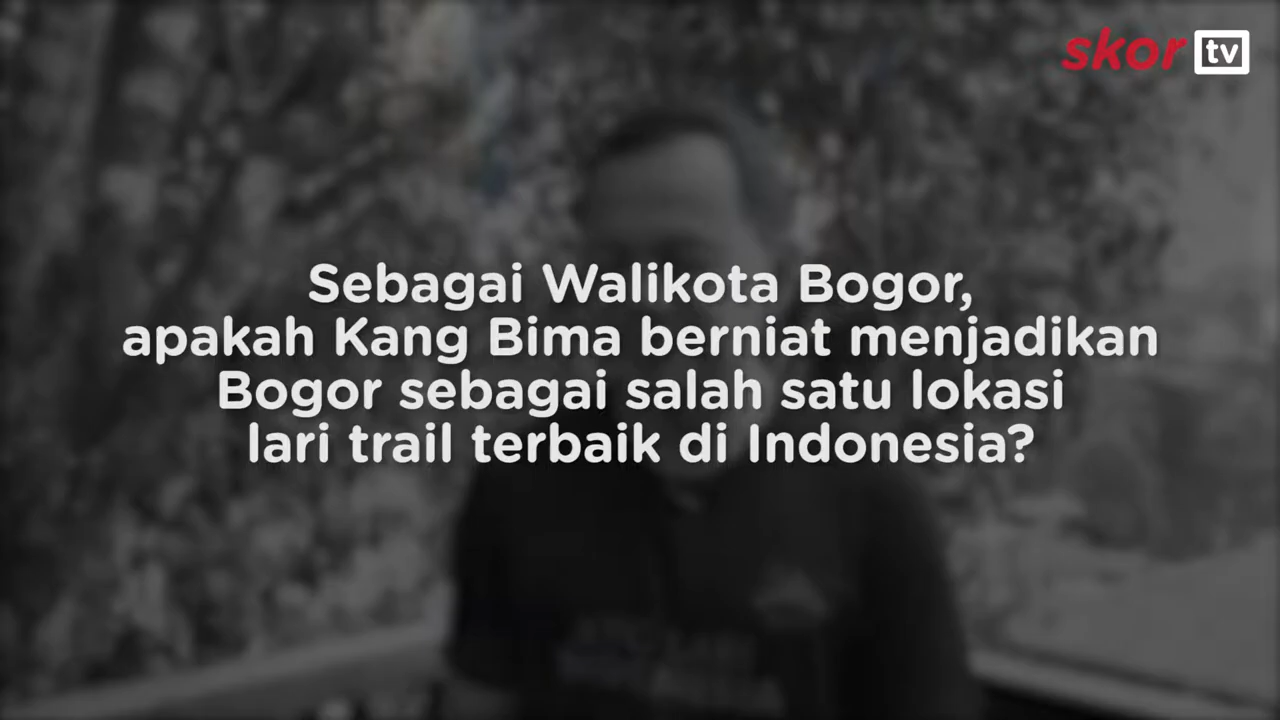 skor tv
Sebagai Walikota Bogor,
apakah Kang Bima berniat menjadikan
Bogor sebagai salah satu lokasi
lari trail terbaik di Indonesia?